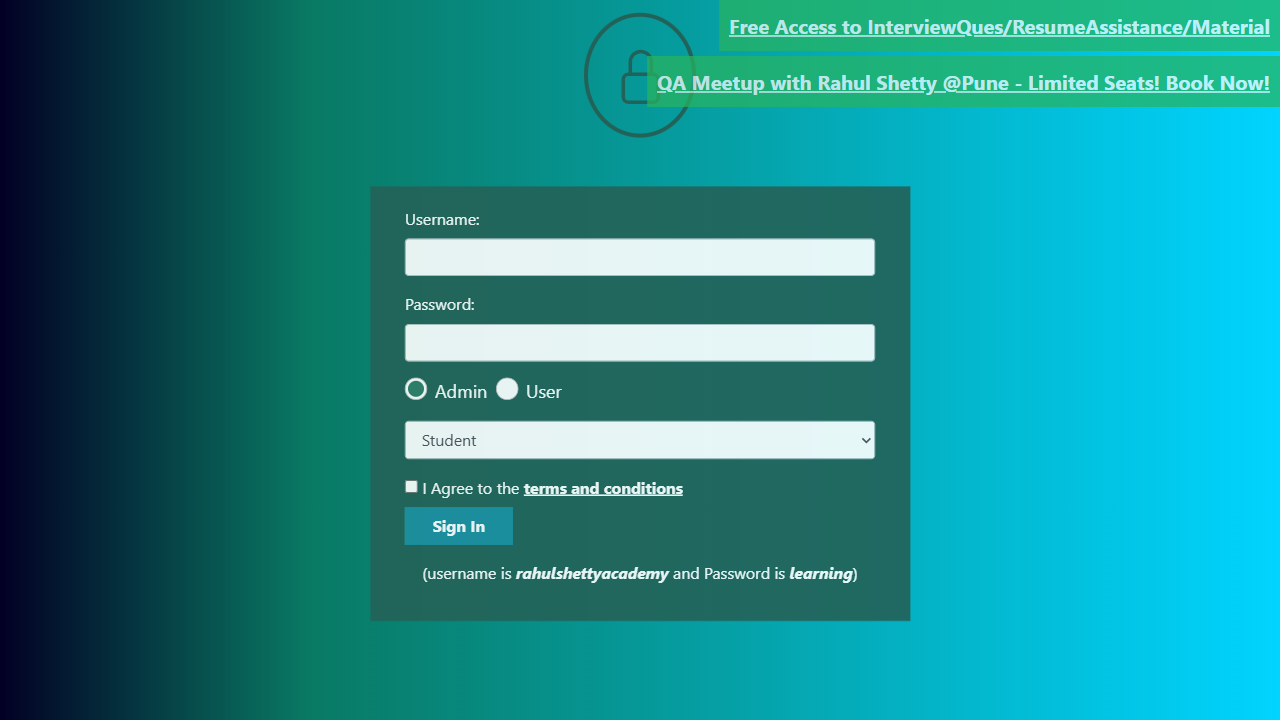 Free Access to InterviewQues/ResumeAssistance/Material
QA Meetup with Rahul Shetty @Pune - Limited Seats! Book Now!
Username:
Password:
Admin User
Student
I Agree to the terms and conditions
Sign In
(username is rahulshettyacademy and Password is learning)